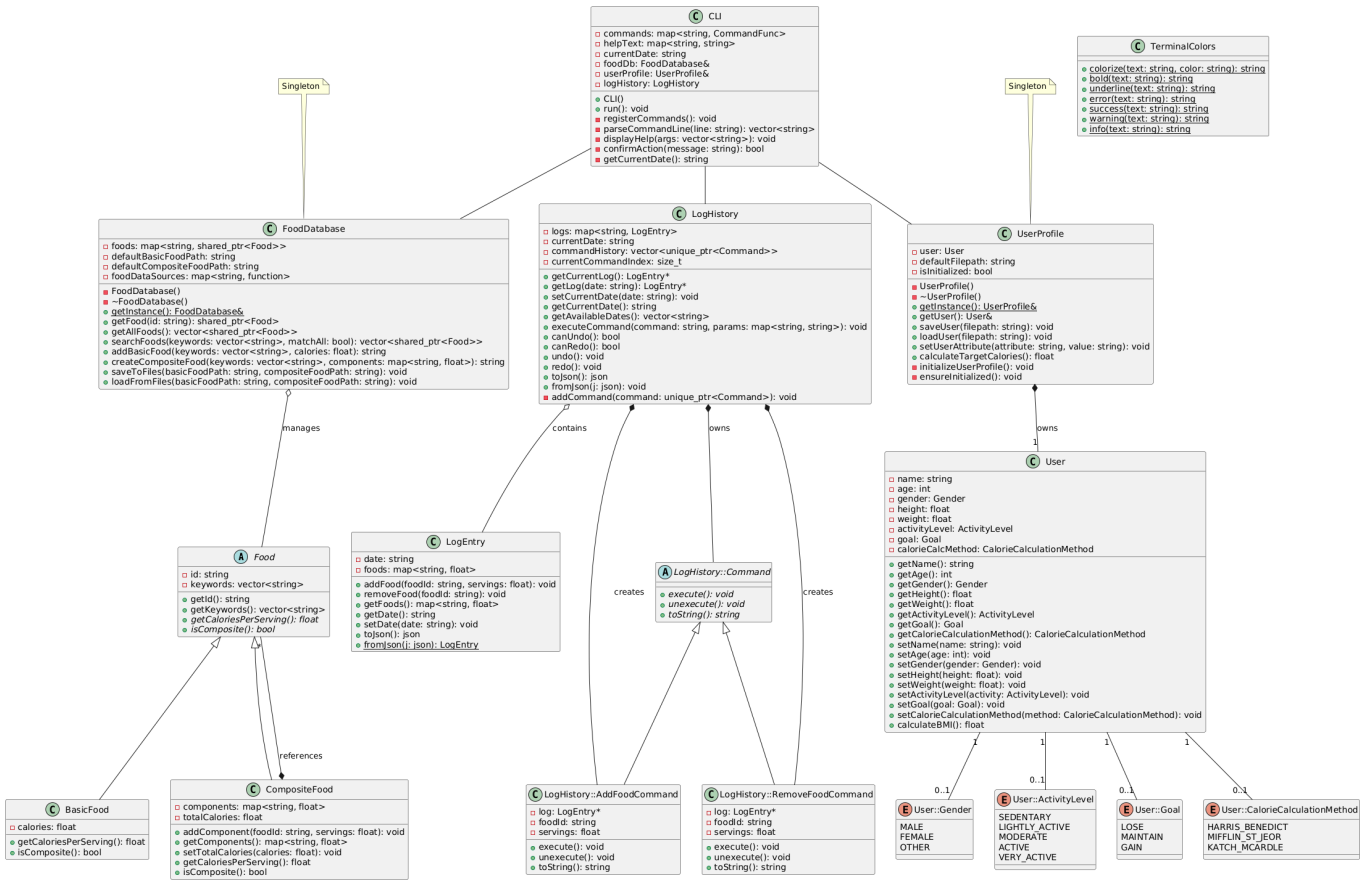 CLI
commands: map<string, CommandFunc>
helpText: map<string, string>
currentDate: string
foodDb: FoodDatabase&
userProfile: UserProfile&
logHistory: LogHistory
CLI()
run(): void
registerCommands(): void
parseCommandLine(line: string): vector<string>
displayHelp(args: vector<string>): void
confirmAction(message: string): bool
getCurrentDate(): string
TerminalColors
colorize(text: string, color: string): string
bold(text: string): string
underline(text: string): string
error(text: string): string
success(text: string): string
warning(text: string): string
info(text: string): string
Singleton
Singleton
FoodDatabase
foods: map<string, shared_ptr<Food>>
defaultBasicFoodPath: string
defaultCompositeFoodPath: string
foodDataSources: map<string, function>
FoodDatabase()
~FoodDatabase()
getInstance(): FoodDatabase&
getFood(id: string): shared_ptr<Food>
getAllFoods(): vector<shared_ptr<Food>>
searchFoods(keywords: vector<string>, matchAll: bool): vector<shared_ptr<Food>>
addBasicFood(keywords: vector<string>, calories: float): string
createCompositeFood(keywords: vector<string>, components: map<string, float>): string
saveToFiles(basicFoodPath: string, compositeFoodPath: string): void
loadFromFiles(basicFoodPath: string, compositeFoodPath: string): void
LogHistory
logs: map<string, LogEntry>
currentDate: string
commandHistory: vector<unique_ptr<Command>>
currentCommandIndex: size_t
getCurrentLog(): LogEntry*
getLog(date: string): LogEntry*
setCurrentDate(date: string): void
getCurrentDate(): string
getAvailableDates(): vector<string>
executeCommand(command: string, params: map<string, string>): void
canUndo(): bool
canRedo(): bool
undo(): void
redo(): void
toJson(): json
fromJson(j: json): void
addCommand(command: unique_ptr<Command>): void
UserProfile
user: User
defaultFilepath: string
isInitialized: bool
UserProfile()
~UserProfile()
getInstance(): UserProfile&
getUser(): User&
saveUser(filepath: string): void
loadUser(filepath: string): void
setUserAttribute(attribute: string, value: string): void
calculateTargetCalories(): float
initializeUserProfile(): void
ensureInitialized(): void
manages
contains
owns
owns
1
creates
creates
User
name: string
age: int
gender: Gender
height: float
weight: float
activityLevel: ActivityLevel
goal: Goal
calorieCalcMethod: CalorieCalculationMethod
getName(): string
getAge(): int
getGender(): Gender
getHeight(): float
getWeight(): float
getActivityLevel(): ActivityLevel
getGoal(): Goal
getCalorieCalculationMethod(): CalorieCalculationMethod
setName(name: string): void
setAge(age: int): void
setGender(gender: Gender): void
setHeight(height: float): void
setWeight(weight: float): void
setActivityLevel(activity: ActivityLevel): void
setGoal(goal: Goal): void
setCalorieCalculationMethod(method: CalorieCalculationMethod): void
calculateBMI(): float
Food
id: string
keywords: vector<string>
getId(): string
getKeywords(): vector<string>
getCaloriesPerServing(): float
isComposite(): bool
LogEntry
date: string
foods: map<string, float>
addFood(foodId: string, servings: float): void
removeFood(foodId: string): void
getFoods(): map<string, float>
getDate(): string
setDate(date: string): void
toJson(): json
fromJson(j: json): LogEntry
LogHistory::Command
execute(): void
unexecute(): void
toString(): string
*
references
1
1
1
1
0..1
0..1
0..1
0..1
BasicFood
calories: float
getCaloriesPerServing(): float
isComposite(): bool
CompositeFood
components: map<string, float>
totalCalories: float
addComponent(foodId: string, servings: float): void
getComponents(): map<string, float>
setTotalCalories(calories: float): void
getCaloriesPerServing(): float
isComposite(): bool
LogHistory::AddFoodCommand
log: LogEntry*
foodId: string
servings: float
execute(): void
unexecute(): void
toString(): string
LogHistory::RemoveFoodCommand
log: LogEntry*
foodId: string
servings: float
execute(): void
unexecute(): void
toString(): string
User::Gender
MALE
FEMALE
OTHER
User::ActivityLevel
SEDENTARY
LIGHTLY_ACTIVE
MODERATE
ACTIVE
VERY_ACTIVE
User::Goal
LOSE
MAINTAIN
GAIN
User::CalorieCalculationMethod
HARRIS_BENEDICT
MIFFLIN_ST_JEOR
KATCH_MCARDLE